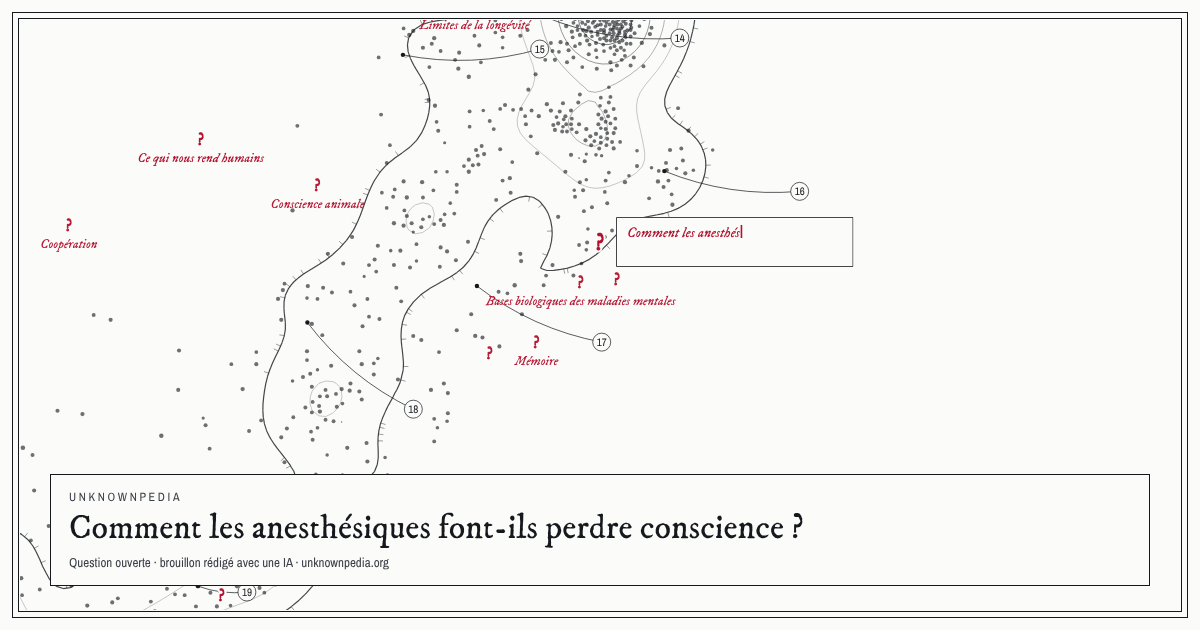 Limites de la longévité
14
15
?
Ce qui nous rend humains
?
Conscience animale
16
?
Coopération
?
Comment les anesthés
?
?
Bases biologiques des maladies mentales
17
?
?
Mémoire
18
UNKNOWNPEDIA
Comment les anesthésiques font-ils perdre conscience ?
Question ouverte · brouillon rédigé avec une IA · unknownpedia.org
?
19